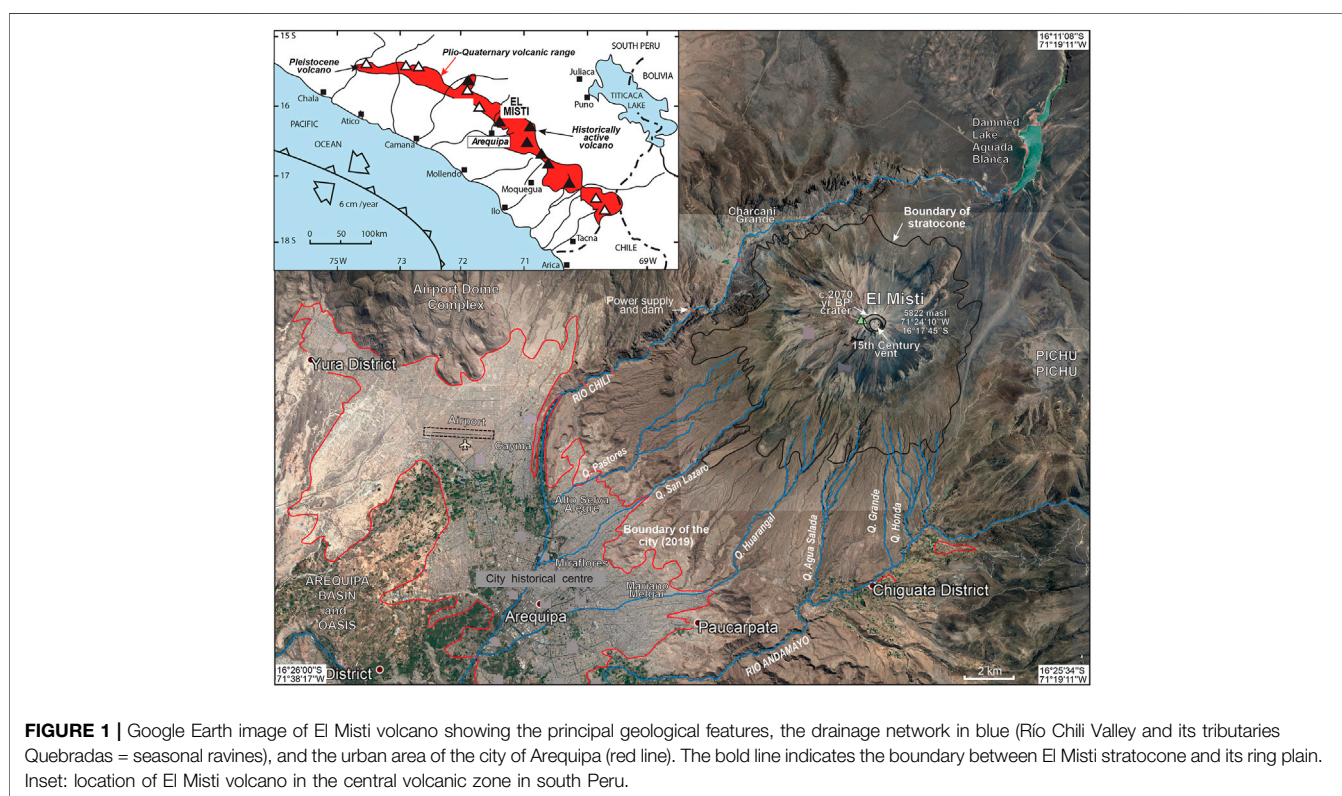 15 S
16
17
18 S
75W
73
72
71
69W
Pleistocene
volcano
Plio-Quaternary volcanic range
SOUTH PERU
BOLIVIA
Juliaca
Puno
TITICACA
LAKE
EL
MISTI
Historically
active
volcano
Arequipa
Chala
Atico
Camana
PACIFIC
OCEAN
Mollendo
Moquegua
Ilo
6 cm /year
0 50 100km
Tacna
CHILE
Arica
16°11'08"S
71°19'11"W
Dammed
Lake
Aguada
Blanca
Charcani
Grande
Boundary of
stratocone
Airport Dome
Complex
Power supply
and dam
c.2070
yr BP
crater
El Misti
5822 masl
71°24'10"W
16°17'45"S
15th Century
vent
Yura District
PICHU
PICHU
RIO CHILI
Airport
Cayma
Q. Pastores
Q. San Lazaro
Alto Selva
Alegre
Boundary of the
city (2019)
Q. Huarangal
Q. Agua Salada
Q. Grande
Q. Honda
Miraflores
City historical centre
Mariano
Melgar
AREQUIPA
BASIN
and
OASIS
Arequipa
Chiguata District
Paucarpata
RIO ANDAMAYO
16°26'00"S
71°38'17"W
District
2 km
16°25'34"S
71°19'11"W
FIGURE 1 | Google Earth image of El Misti volcano showing the principal geological features, the drainage network in blue (Río Chili Valley and its tributaries
Quebradas = seasonal ravines), and the urban area of the city of Arequipa (red line). The bold line indicates the boundary between El Misti stratocone and its ring plain.
Inset: location of El Misti volcano in the central volcanic zone in south Peru.